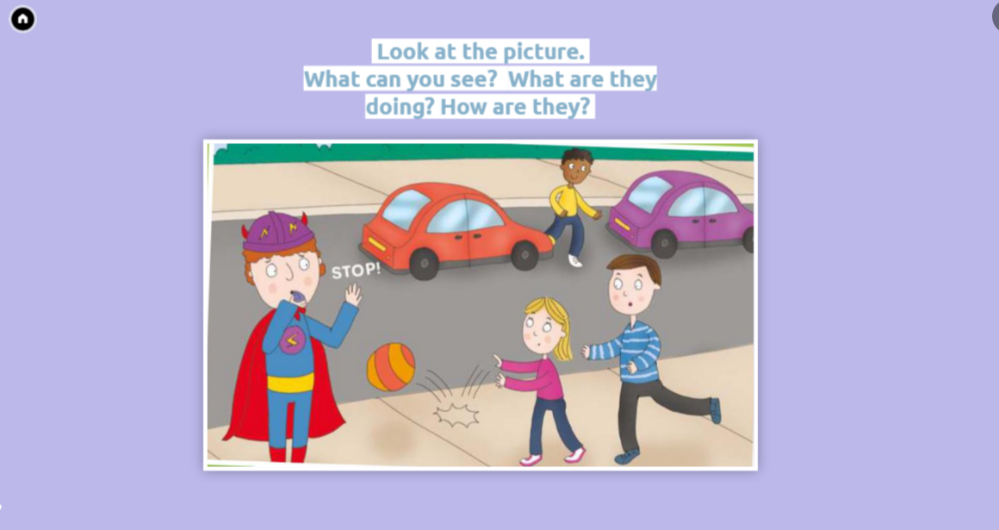 Look at the picture.
What can you see?  What are they
doing? How are they?
STOP!